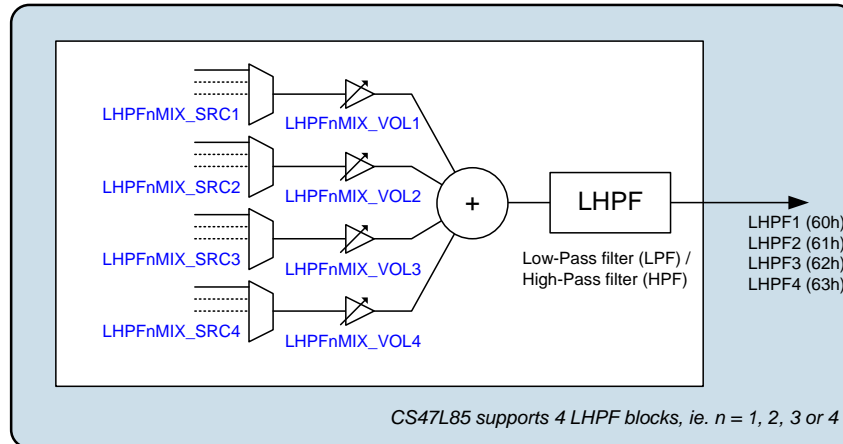 LHPFnMIX_SRC1
LHPFnMIX_VOL1
LHPFnMIX_SRC2
LHPFnMIX_VOL2
LHPFnMIX_SRC3
LHPFnMIX_VOL3
LHPFnMIX_SRC4
LHPFnMIX_VOL4
+
LHPF
Low-Pass filter (LPF) /
High-Pass filter (HPF)
LHPF1 (60h)
LHPF2 (61h)
LHPF3 (62h)
LHPF4 (63h)
CS47L85 supports 4 LHPF blocks, ie. n = 1, 2, 3 or 4